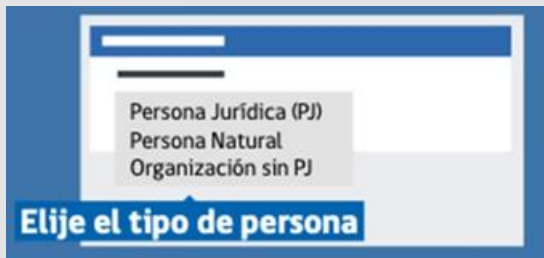 Persona Jurídica (PJ)
Persona Natural
Organización sin PJ
Elije el tipo de persona